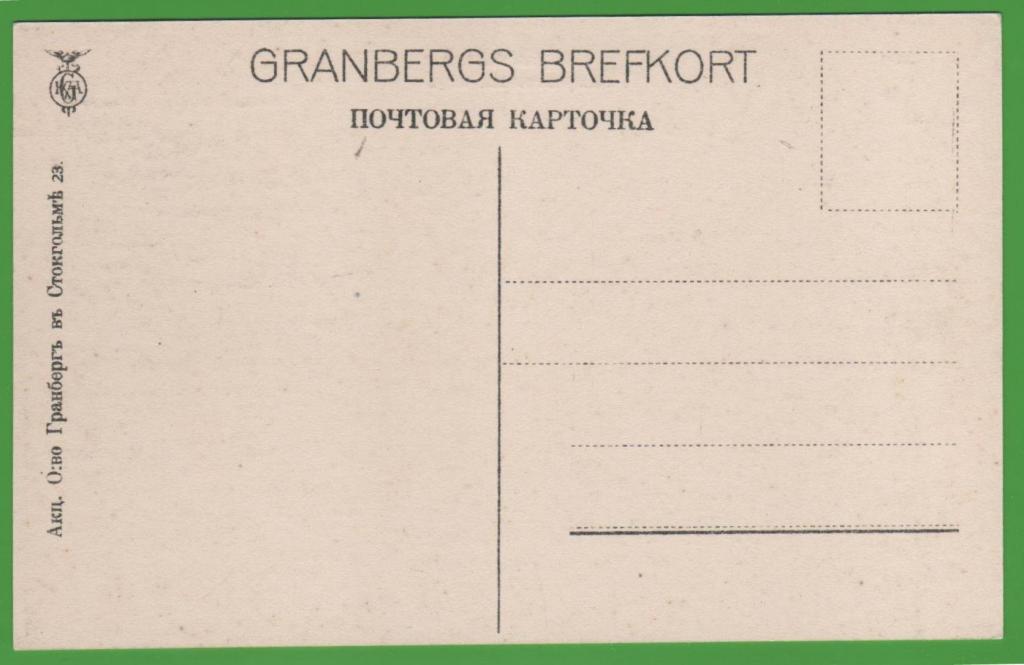 GRANBERGS BREFKORT
ПОЧТОВАЯ КАРТОЧКА
Акц. О:во Гранбергъ въ Стокгольмѣ 23.